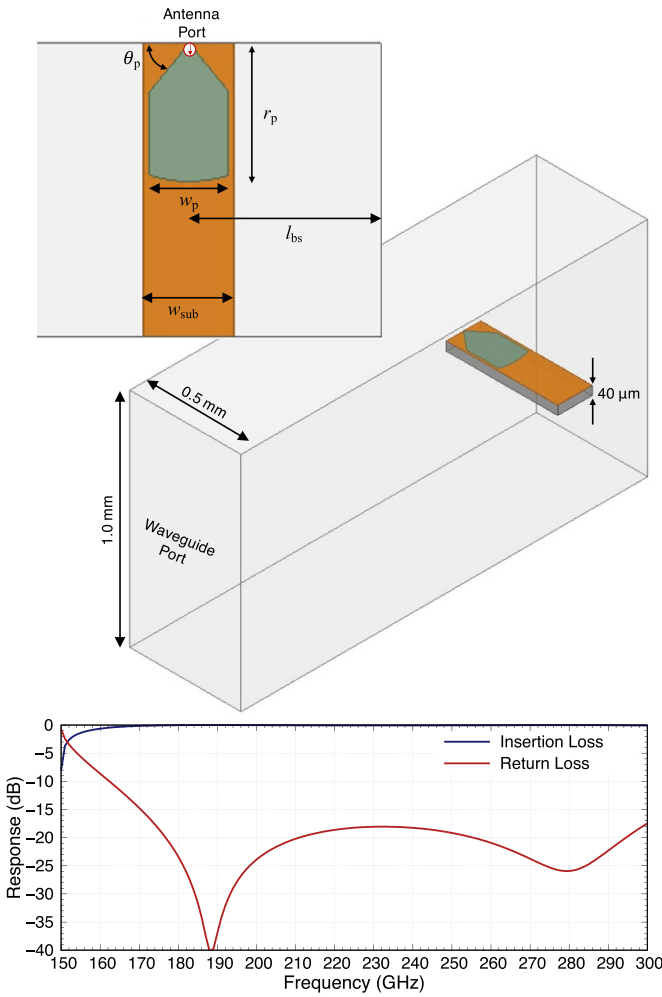 Antenna
Port
θp
rp
wp
lbs
wsub
0.5 mm
40 μm
1.0 mm
Waveguide
Port
0
−5
−10
−15
−20
−25
−30
−35
−40
Response (dB)
Insertion Loss
Return Loss
150 160 170 180 190 200 210 220 230 240 250 260 270 280 290 300
Frequency (GHz)